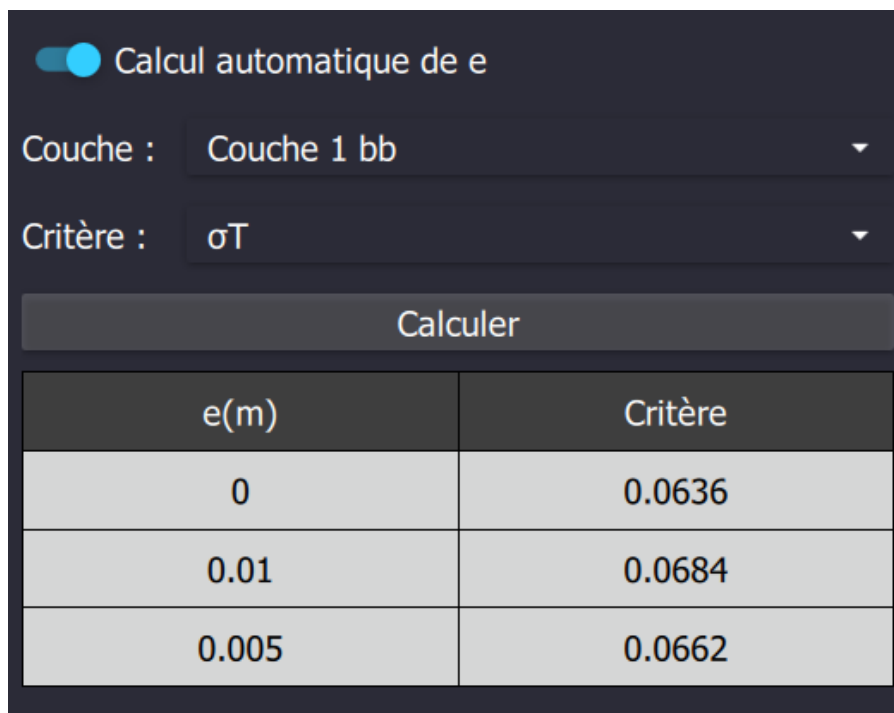 Calcul automatique de e
Couche : Couche 1 bb
Critère : σT
Calculer
e(m) Critère
0 0.0636
0.01 0.0684
0.005 0.0662